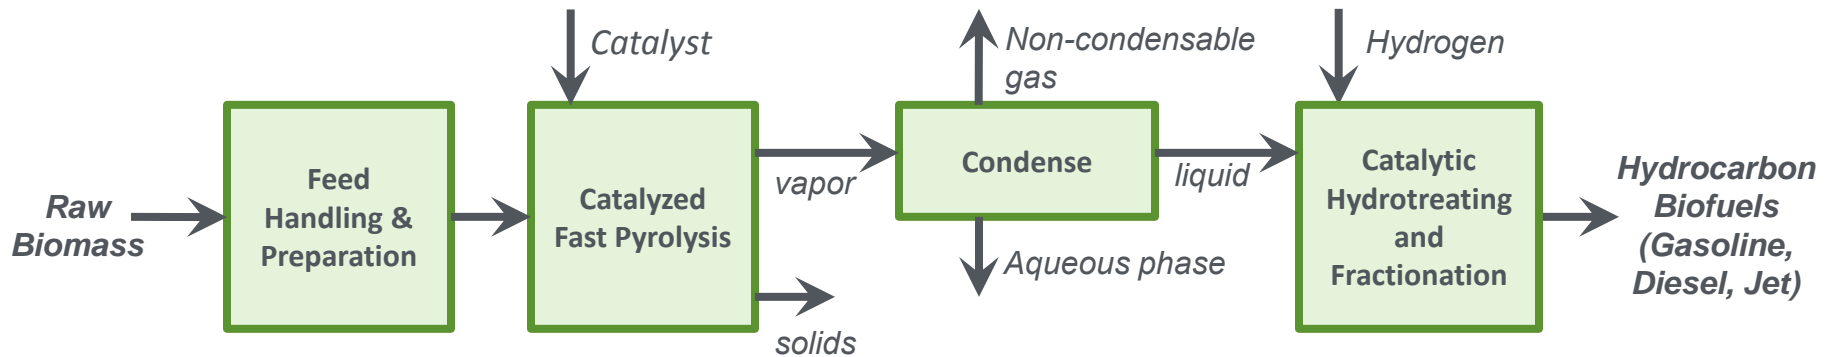 Raw
Biomass
Feed
Handling &
Preparation
Catalyst
Catalyzed
Fast Pyrolysis
vapor
solids
Non-condensable
gas
Condense
Aqueous phase
liquid
Hydrogen
Catalytic
Hydrotreating
and
Fractionation
Hydrocarbon
Biofuels
(Gasoline,
Diesel, Jet)